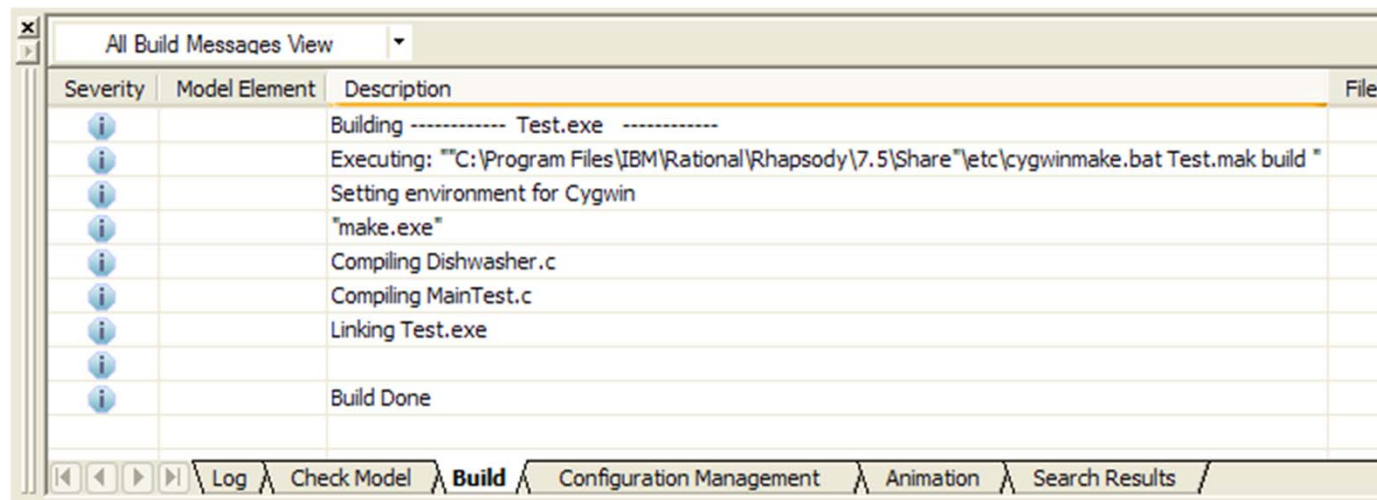 All Build Messages View
Severity Model Element Description File
Building ------------ Test.exe ------------
Executing: ""C:\Program Files\IBM\Rational\Rhapsody\7.5\Share"\etc\cygwinmake.bat Test.mak build "
Setting environment for Cygwin
"make.exe"
Compiling Dishwasher.c
Compiling MainTest.c
Linking Test.exe
Build Done
Log Check Model Build Configuration Management Animation Search Results